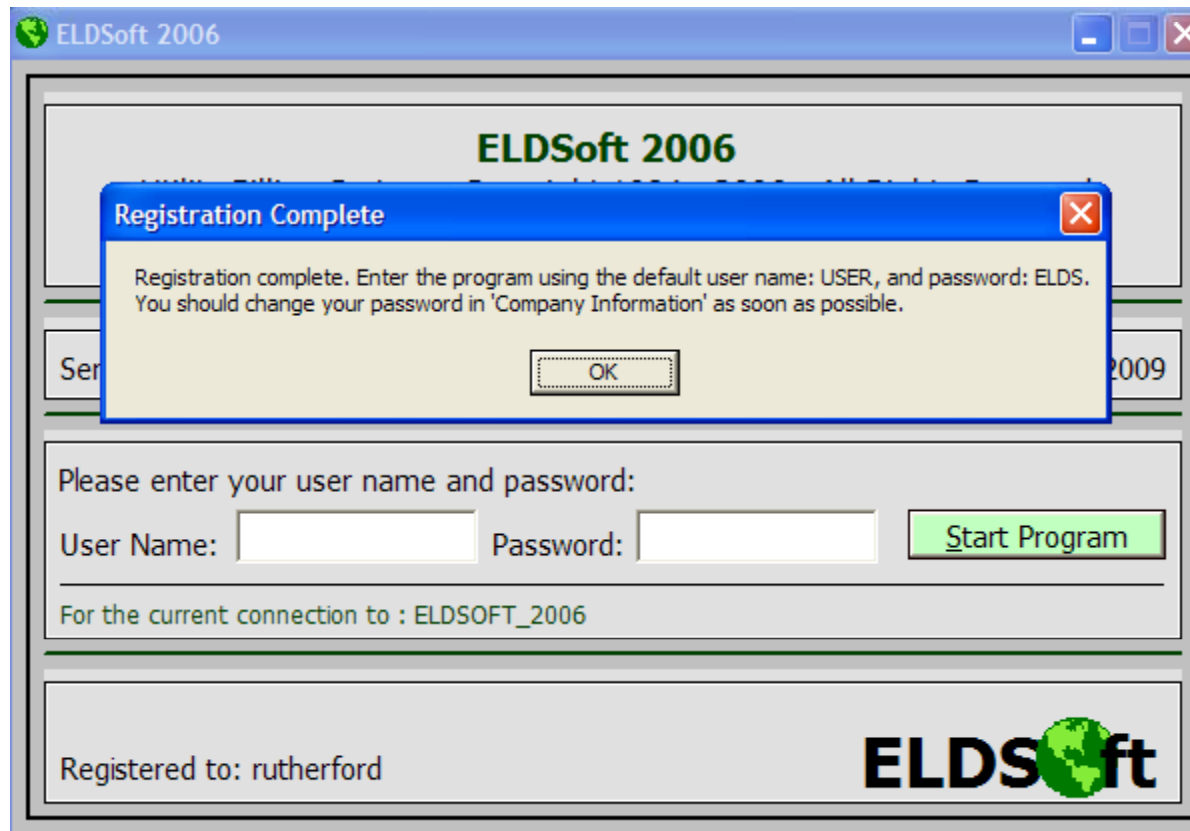 ELDSoft 2006
ELDSoft 2006
Registration Complete
Registration complete. Enter the program using the default user name: USER, and password: ELDS.
You should change your password in 'Company Information' as soon as possible.
OK
Ser
2009
Please enter your user name and password:
User Name:
Password:
Start Program
For the current connection to : ELDSOFT_2006
Registered to: rutherford
ELDSoft